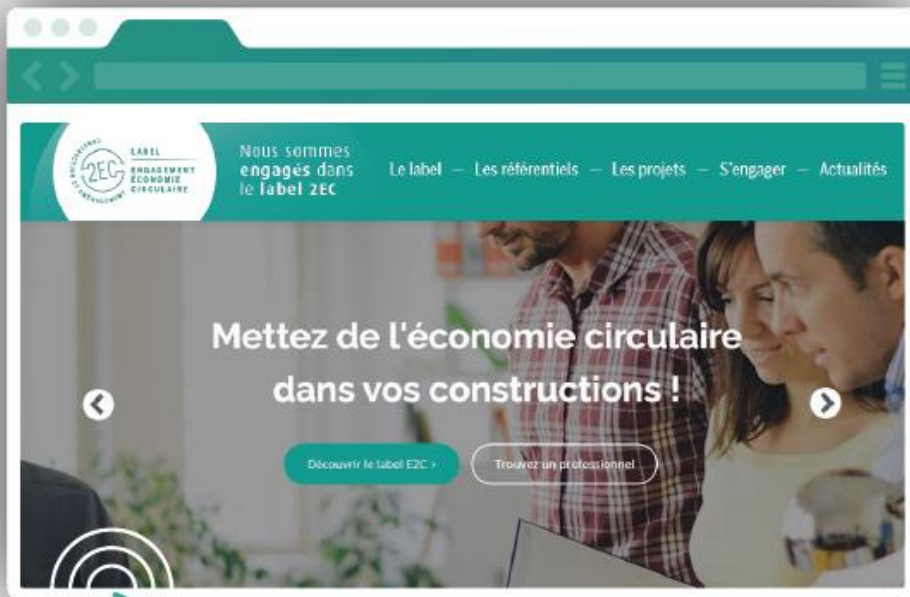 2EC
LABEL
ENGAGEMENT
ÉCONOMIE
CIRCULAIRE
Nous sommes
engagés dans
le label 2EC
Le label — Les référentiels — Les projets — S'engager — Actualités
Mettez de l'économie circulaire
dans vos constructions !
Découvrir le label E2C >
Trouvez un professionnel